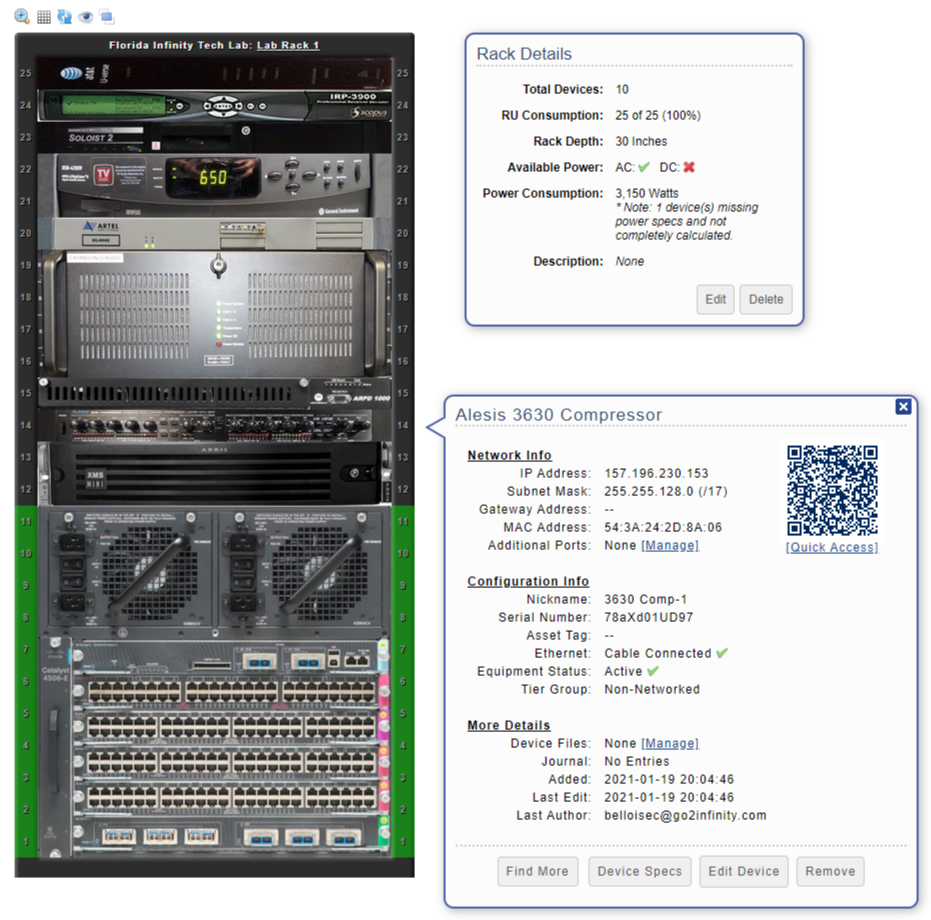 Florida Infinity Tech Lab: Lab Rack 1
25 at&t U-verse 25
24 IRP-3900 24
Professional Receiver Decoder
Scopus
23 SOLOIST 2 23
22 TV 650 22
21 General Instrument 21
20 ARTEL 20
19 19
18 18
17 17
16 16
15 ARPD 1000 15
14 14
13 ARRIS 13
XMS
MINI
12 12
11 11
10 10
9 9
8 8
7 7
Catalyst
4506-E
6 6
5 5
4 4
3 3
2 2
1 1
Rack Details
Total Devices: 10
RU Consumption: 25 of 25 (100%)
Rack Depth: 30 Inches
Available Power: AC: DC:
Power Consumption: 3,150 Watts
* Note: 1 device(s) missing
power specs and not
completely calculated.
Description: None
Edit Delete
Alesis 3630 Compressor
Network Info
IP Address: 157.196.230.153
Subnet Mask: 255.255.128.0 (/17)
Gateway Address: --
MAC Address: 54:3A:24:2D:8A:06
Additional Ports: None [Manage]
[Quick Access]
Configuration Info
Nickname: 3630 Comp-1
Serial Number: 78aXd01UD97
Asset Tag: --
Ethernet: Cable Connected
Equipment Status: Active
Tier Group: Non-Networked
More Details
Device Files: None [Manage]
Journal: No Entries
Added: 2021-01-19 20:04:46
Last Edit: 2021-01-19 20:04:46
Last Author: belloisec@go2infinity.com
Find More Device Specs Edit Device Remove